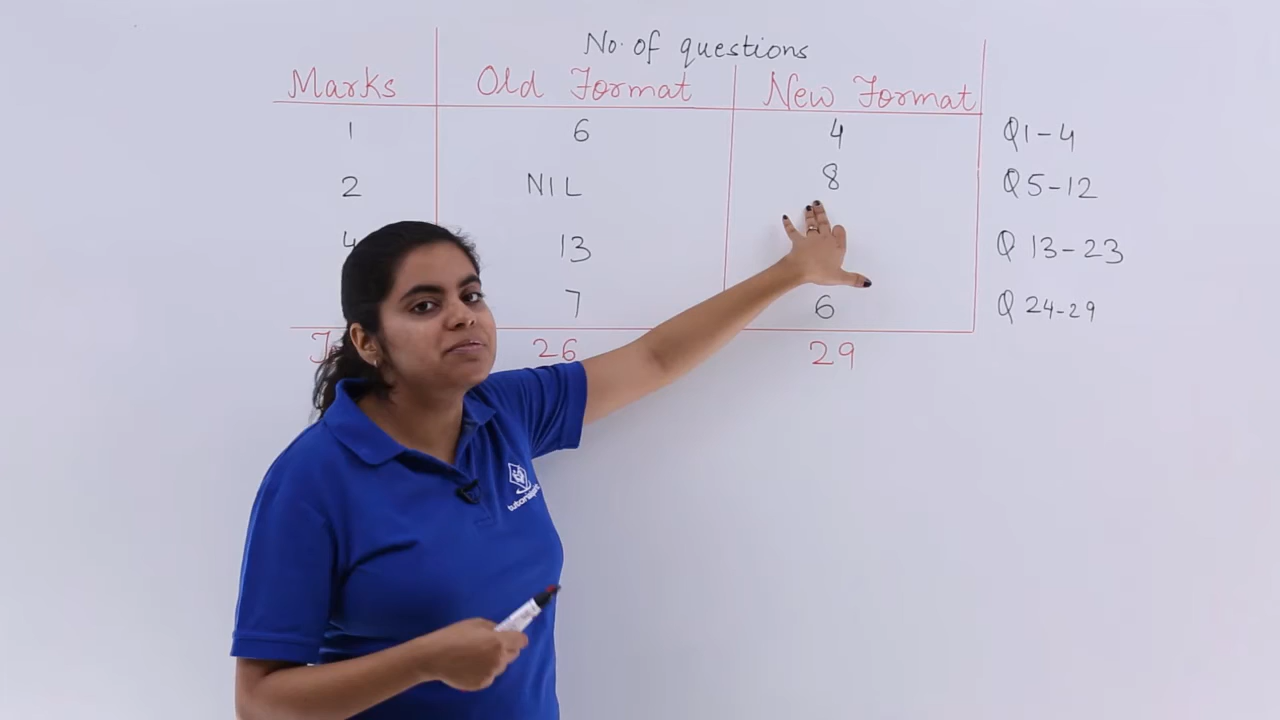 No. of questions
Marks Old Format New Format
1 6 4 Q1-4
2 NIL 8 Q5-12
4 13 Q 13-23
7 6 Q 24-29
26 29